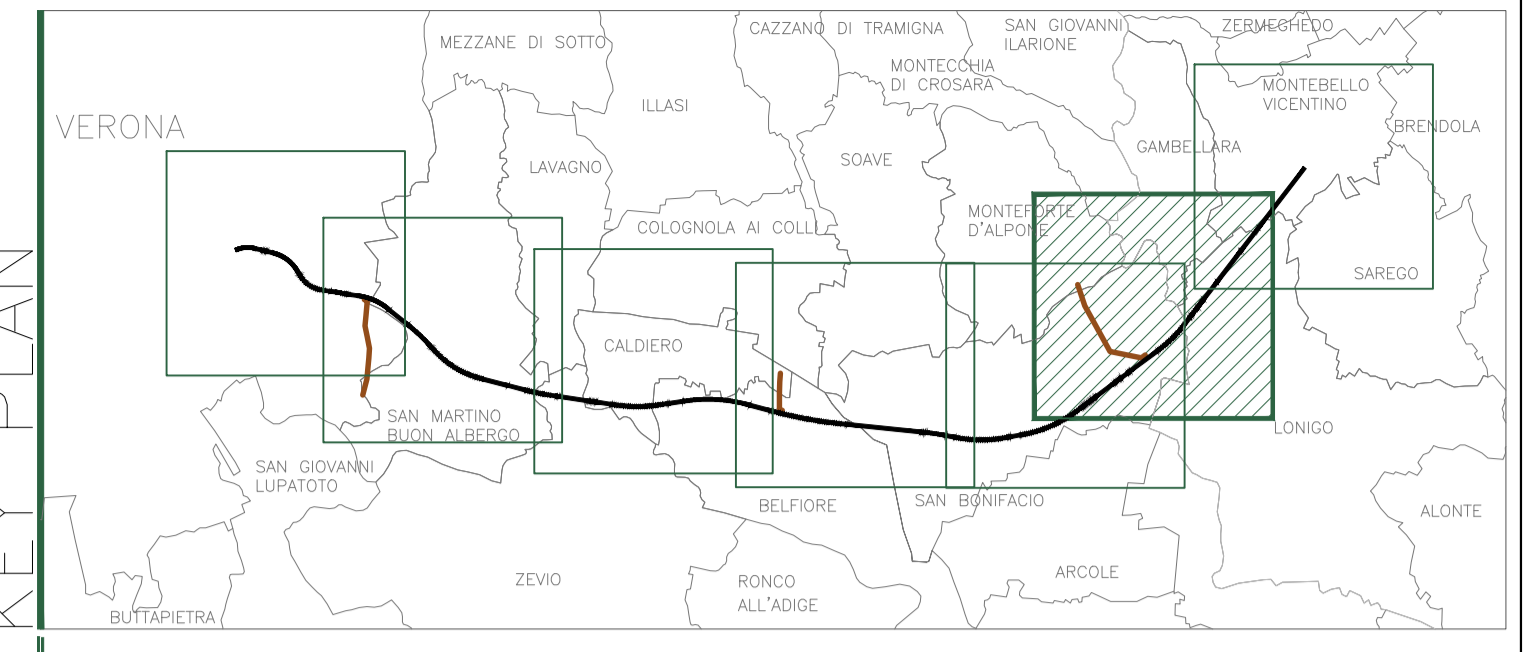 KEY PLAN
MEZZANE DI SOTTO
CAZZANO DI TRAMIGNA
SAN GIOVANNI
ILARIONE
ZERMEGHEDO
MONTECCHIA
DI CROSARA
MONTEBELLO
VICENTINO
ILLASI
VERONA
BRENDOLA
GAMBELLARA
SOAVE
LAVAGNO
MONTEFORTE
D'ALPONE
COLOGNOLA AI COLLI
SAREGO
CALDIERO
SAN MARTINO
BUON ALBERGO
LONIGO
SAN GIOVANNI
LUPATOTO
BELFIORE
SAN BONIFACIO
ALONTE
ZEVIO
RONCO
ALL'ADIGE
ARCOLE
BUTTAPIETRA